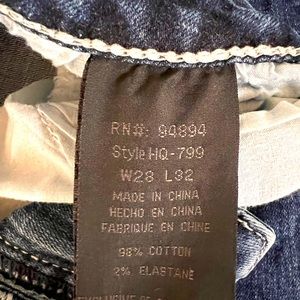 RN#: 94894
Style HQ-799
W28 L32
MADE IN CHINA
HECHO EN CHINA
FABRIQUE EN CHINE
98% COTTON
2% ELASTANE